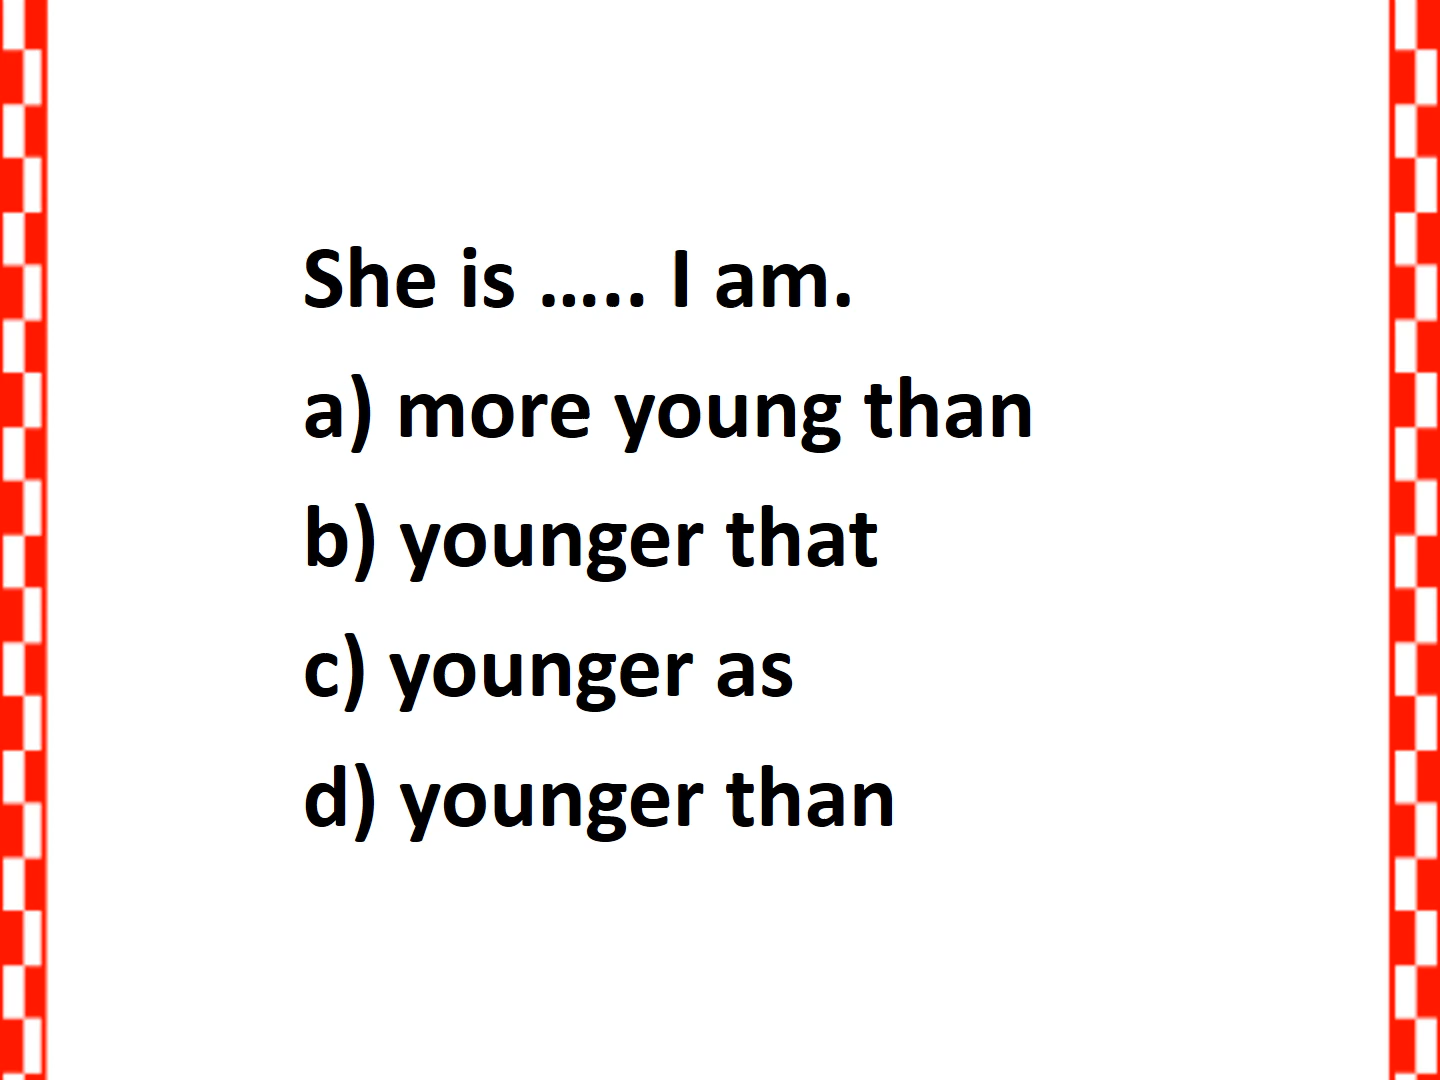 She is ….. I am.
a) more young than
b) younger that
c) younger as
d) younger than